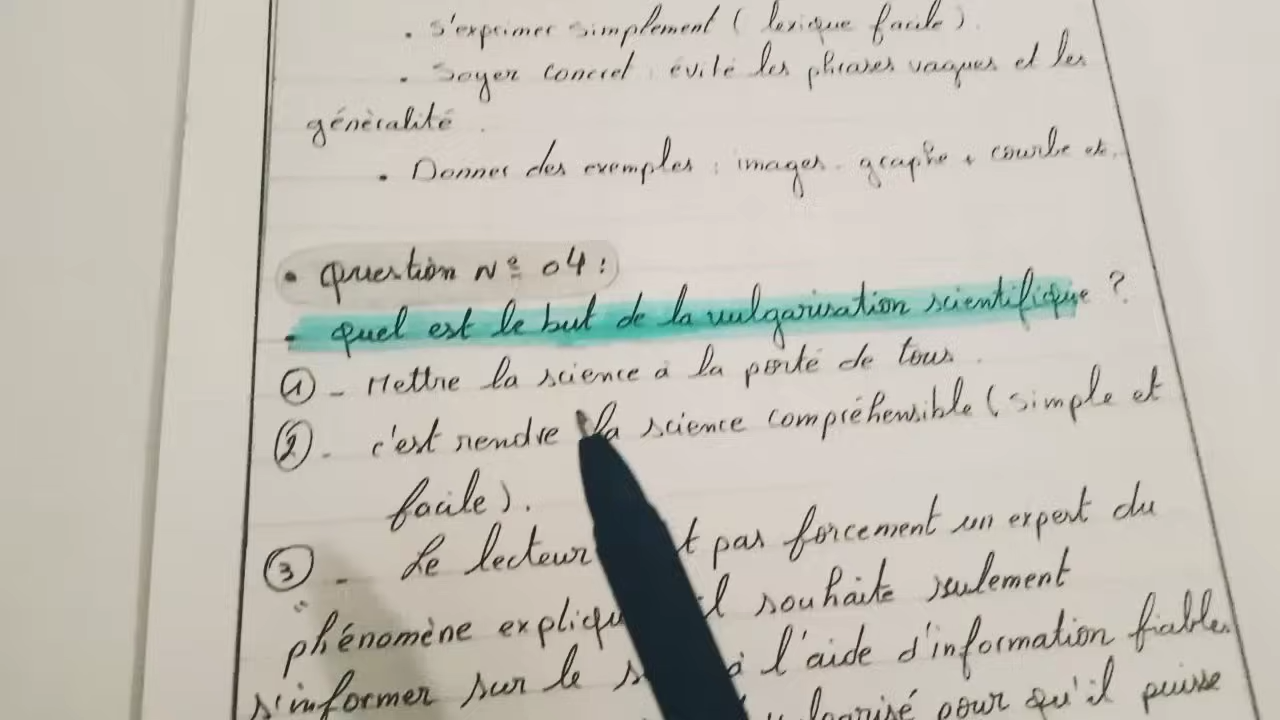 . s'exprimer simplement ( lexique facile ).
. Soyer concret : évité les phrases vagues et les
généralité .
. Donner des exemples : images - graphe + courbe etc.
. Question N° 04 :
- quel est le but de la vulgarisation scientifique ?
① - Mettre la science à la porté de tous .
② - c'est rendre la science compréhensible ( simple et
facile ).
③ - Le lecteur pas forcement un expert du
phénomène souhaite seulement
s'informer sur le à l'aide d'information fiable
pour qu'il puisse